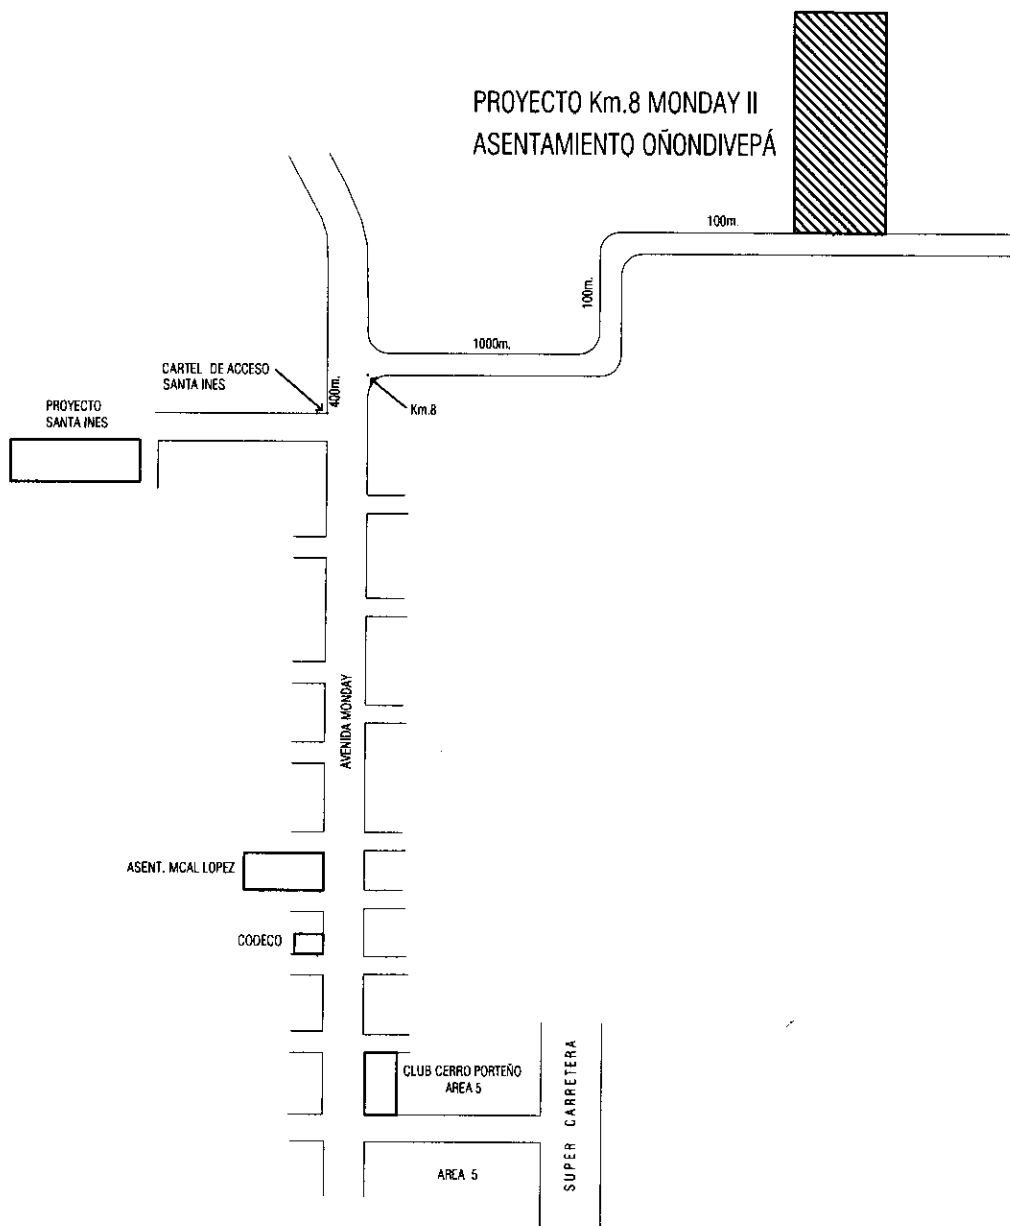 PROYECTO Km.8 MONDAY II
ASENTAMIENTO OÑONDIVEPÁ
100m.
100m.
1000m.
CARTEL DE ACCESO
SANTA INES
400m.
Km.8
PROYECTO
SANTA INES
AVENIDA MONDAY
ASENT. MCAL LOPEZ
CODECO
CLUB CERRO PORTEÑO
AREA 5
SUPER CARRETERA
AREA 5